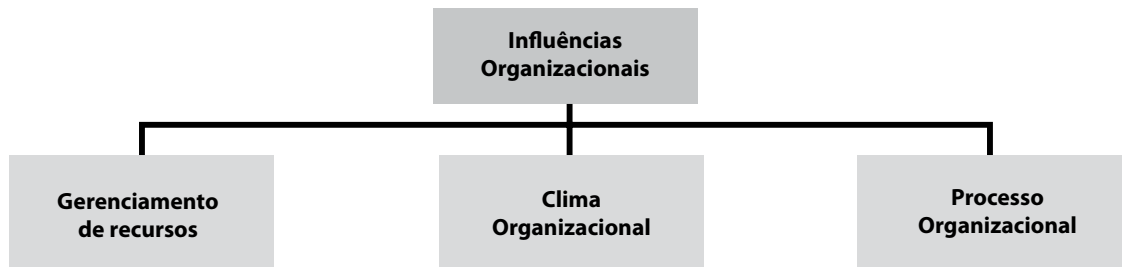 Influências
Organizacionais
Gerenciamento
de recursos
Clima
Organizacional
Processo
Organizacional